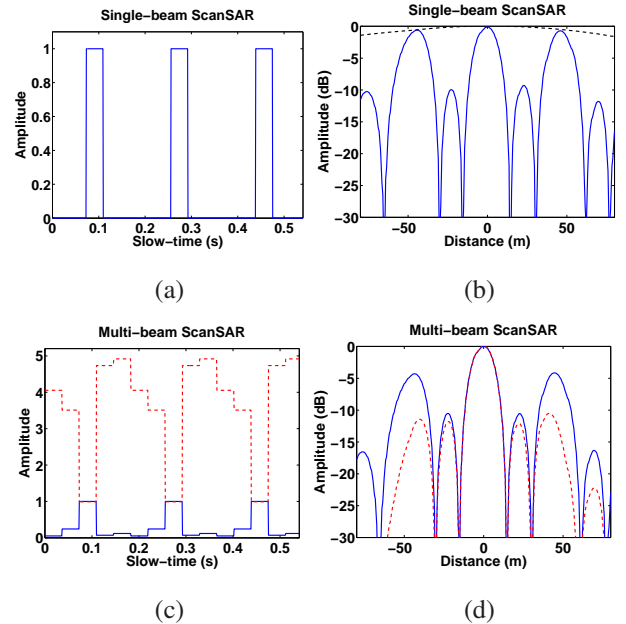 Single−beam ScanSAR
Amplitude
1
0.8
0.6
0.4
0.2
0
0 0.1 0.2 0.3 0.4 0.5
Slow−time (s)
(a)
Single−beam ScanSAR
Amplitude (dB)
0
−5
−10
−15
−20
−25
−30
−50 0 50
Distance (m)
(b)
Multi−beam ScanSAR
Amplitude
5
4
3
2
1
0
0 0.1 0.2 0.3 0.4 0.5
Slow−time (s)
(c)
Multi−beam ScanSAR
Amplitude (dB)
0
−5
−10
−15
−20
−25
−30
−50 0 50
Distance (m)
(d)